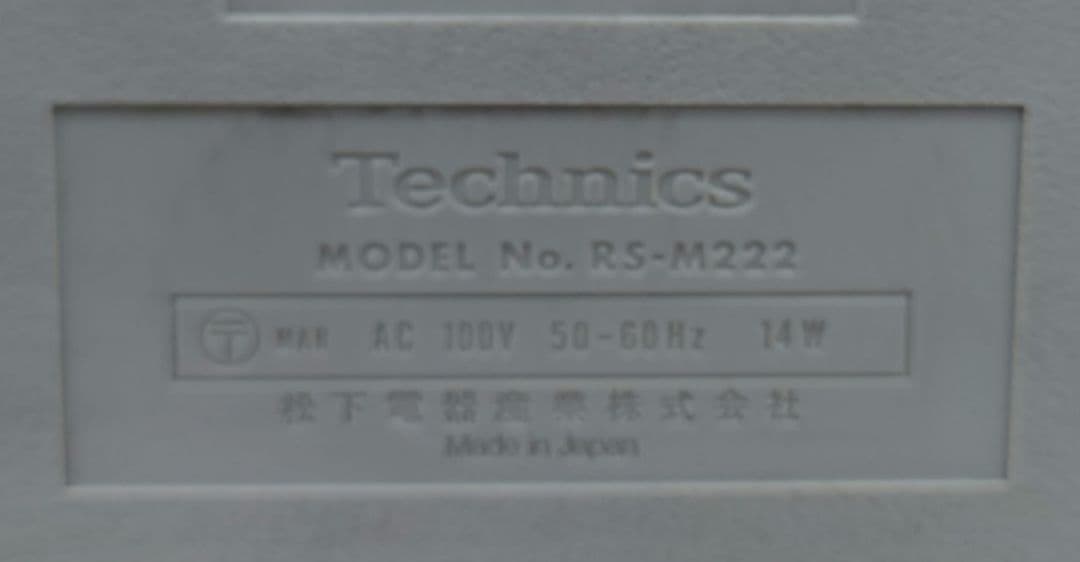 Technics
MODEL No. RS-M222
〒 MAR AC 100V 50-60Hz 14W
松下電器産業株式会社
Made in Japan